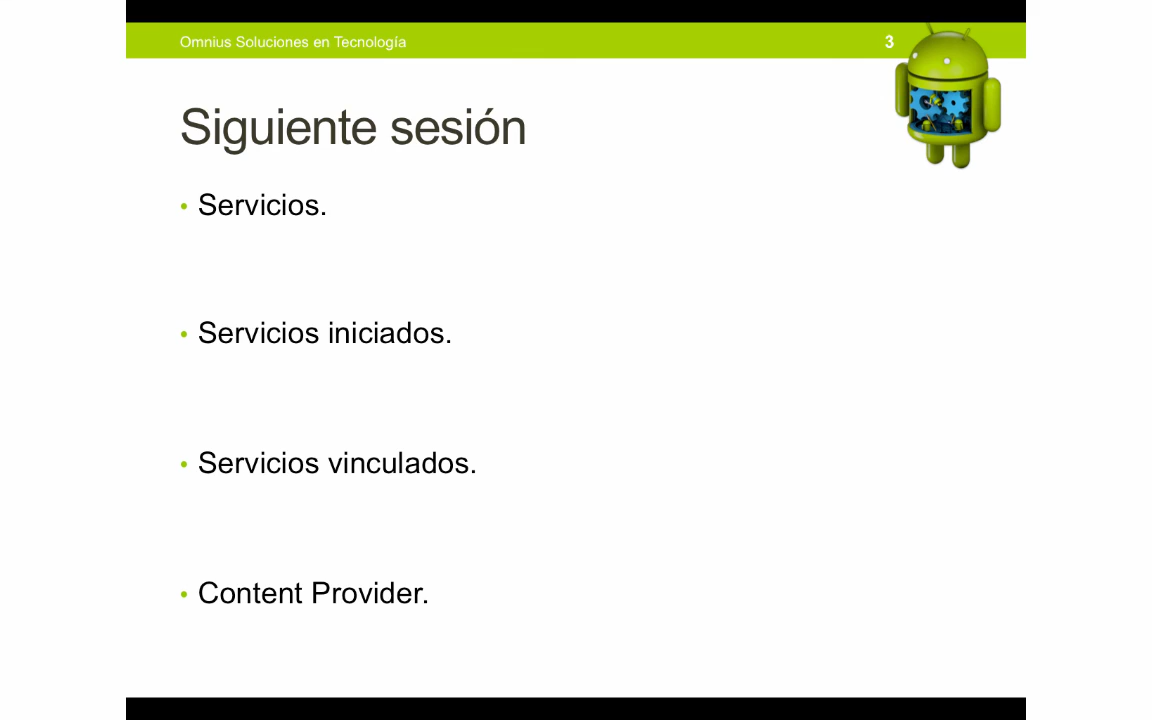 Omnius Soluciones en Tecnología 3
Siguiente sesión
• Servicios.
• Servicios iniciados.
• Servicios vinculados.
• Content Provider.